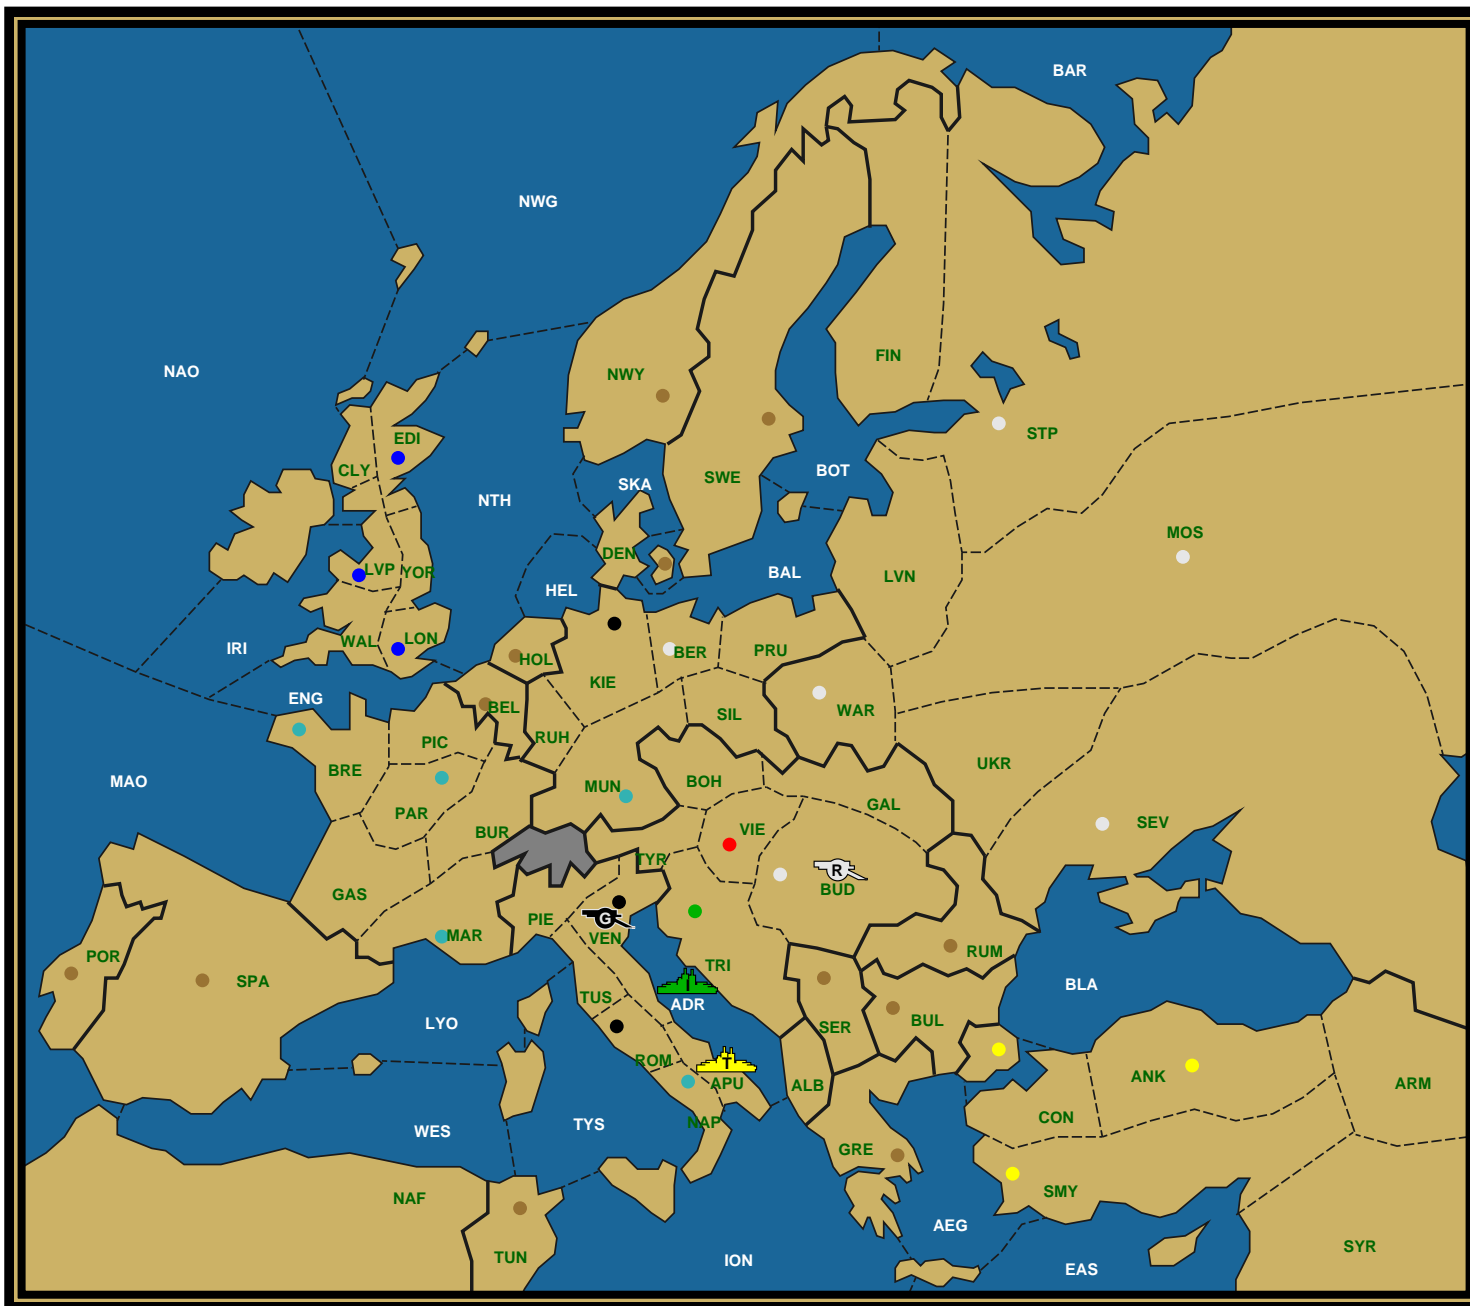 BAR
NWG
NAO
FIN
NWY
STP
EDI
CLY
SKA
BOT
SWE
NTH
MOS
DEN
LVP
YOR
BAL
LVN
HEL
IRI
WAL
LON
HOL
BER
PRU
KIE
ENG
BEL
SIL
WAR
PIC
RUH
UKR
BRE
MAO
MUN
BOH
GAL
PAR
SEV
BUR
VIE
TYR
R
BUD
GAS
PIE
G
VEN
MAR
POR
RUM
TRI
SPA
BLA
I
TUS
ADR
LYO
BUL
SER
ROM
T
APU
ALB
ANK
ARM
CON
NAP
TYS
WES
GRE
NAF
SMY
AEG
SYR
TUN
ION
EAS